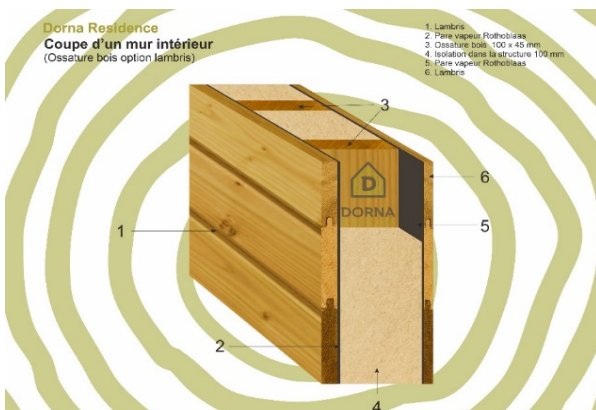 Dorna Residence
Coupe d'un mur intérieur
(Ossature bois option lambris)
1. Lambris
2. Pare vapeur Rothoblaas
3. Ossature bois 100 x 45 mm
4. Isolation dans la structure 100 mm
5. Pare vapeur Rothoblaas
6. Lambris
3
D
DORNA
6
1
5
2
4